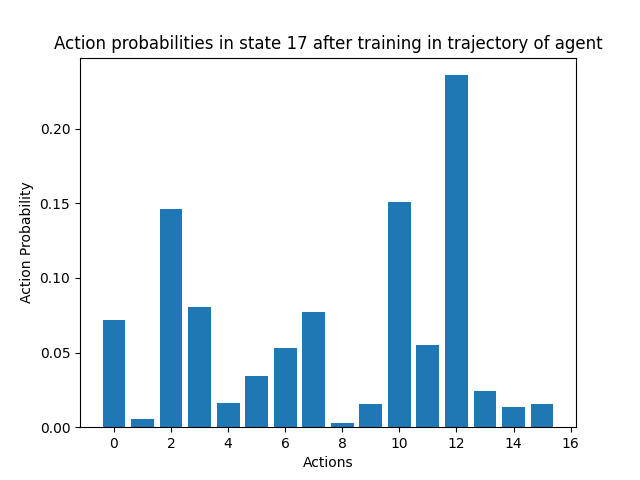 Action probabilities in state 17 after training in trajectory of agent
0.20
0.15
0.10
0.05
0.00
Action Probability
0 2 4 6 8 10 12 14 16
Actions